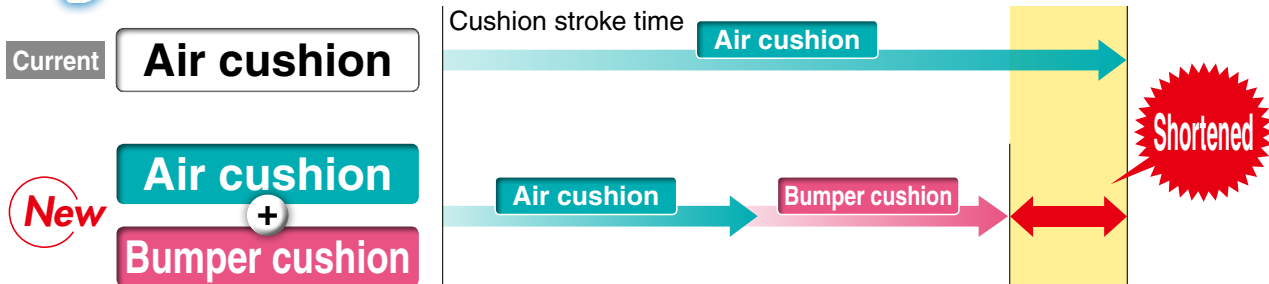 Cushion stroke time
Current
Air cushion
Air cushion
Shortened
New
Air cushion
+
Bumper cushion
Air cushion
Bumper cushion